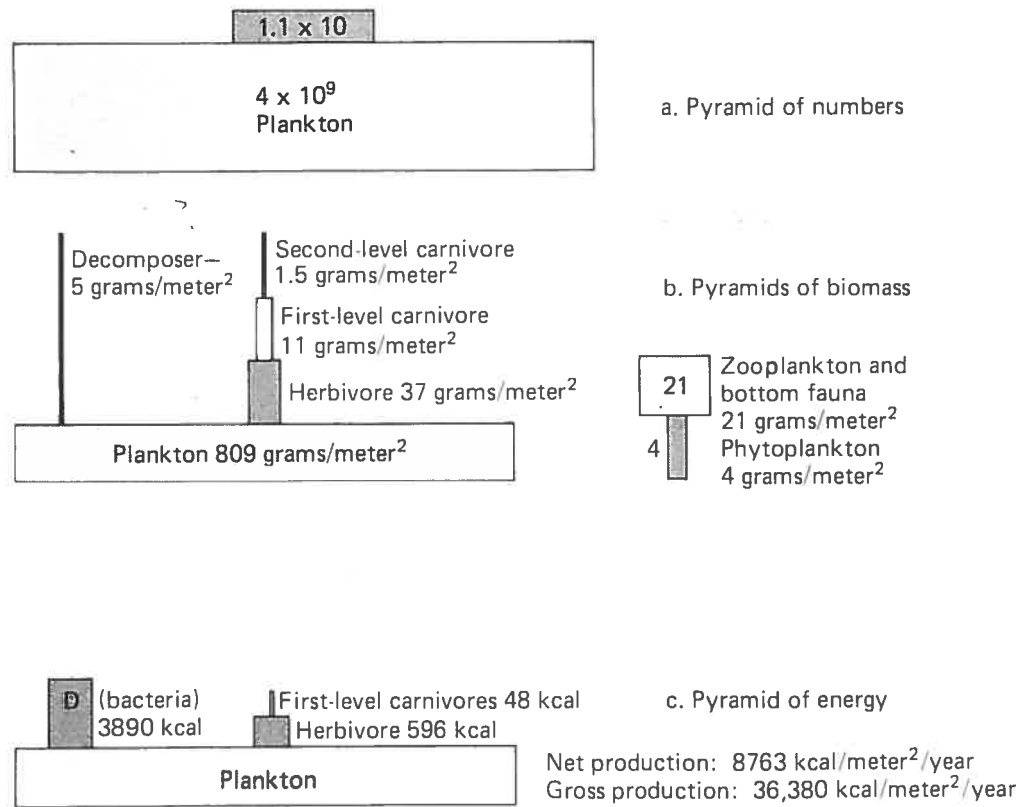 1.1 x 10
4 x 10⁹
Plankton
a. Pyramid of numbers
Decomposer–
5 grams/meter²
Second-level carnivore
1.5 grams/meter²
First-level carnivore
11 grams/meter²
Herbivore 37 grams/meter²
Plankton 809 grams/meter²
b. Pyramids of biomass
21
Zooplankton and
bottom fauna
21 grams/meter²
4
Phytoplankton
4 grams/meter²
D
(bacteria)
3890 kcal
First-level carnivores 48 kcal
Herbivore 596 kcal
Plankton
c. Pyramid of energy
Net production: 8763 kcal/meter²/year
Gross production: 36,380 kcal/meter²/year